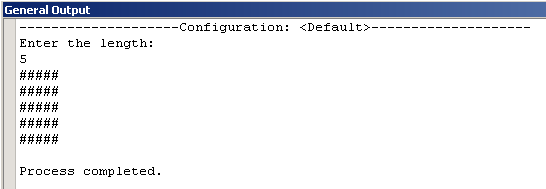 General Output
--------------------Configuration: <Default>--------------------
Enter the length:
5
#####
#####
#####
#####
#####
Process completed.